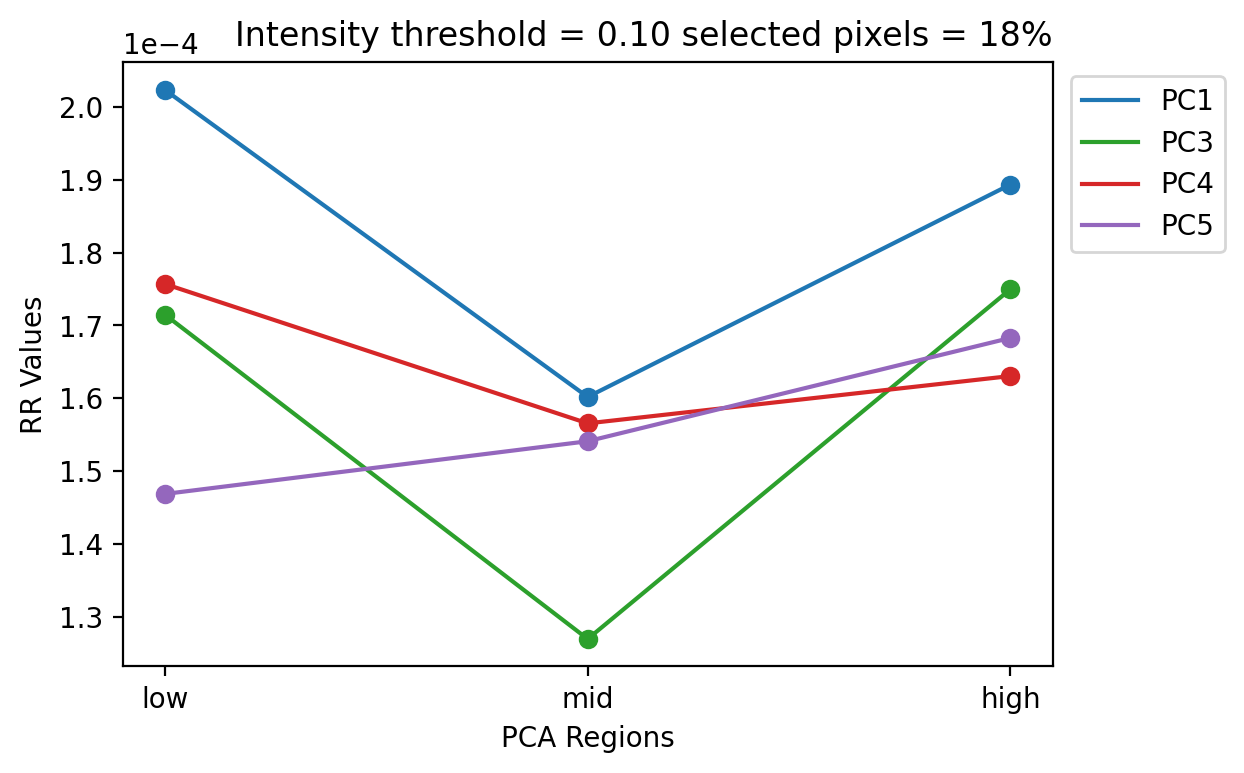 Intensity threshold = 0.10 selected pixels = 18%
1e−4
2.0
1.9
1.8
1.7
1.6
1.5
1.4
1.3
RR Values
low
mid
high
PCA Regions
PC1
PC3
PC4
PC5